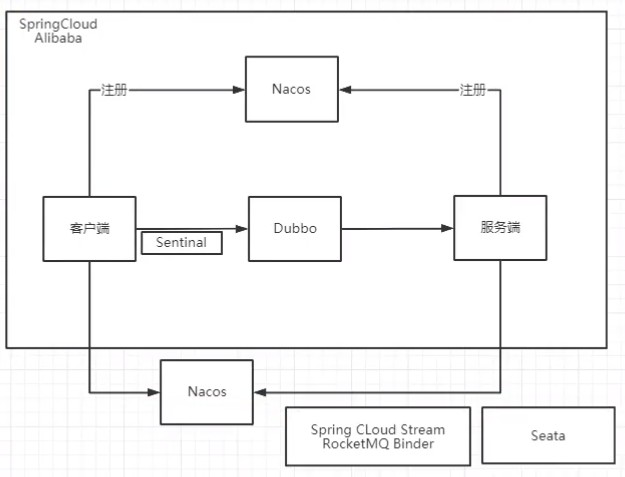 SpringCloud
Alibaba
Nacos
注册
注册
客户端
Sentinal
Dubbo
服务端
Nacos
Spring CLoud Stream
RocketMQ Binder
Seata